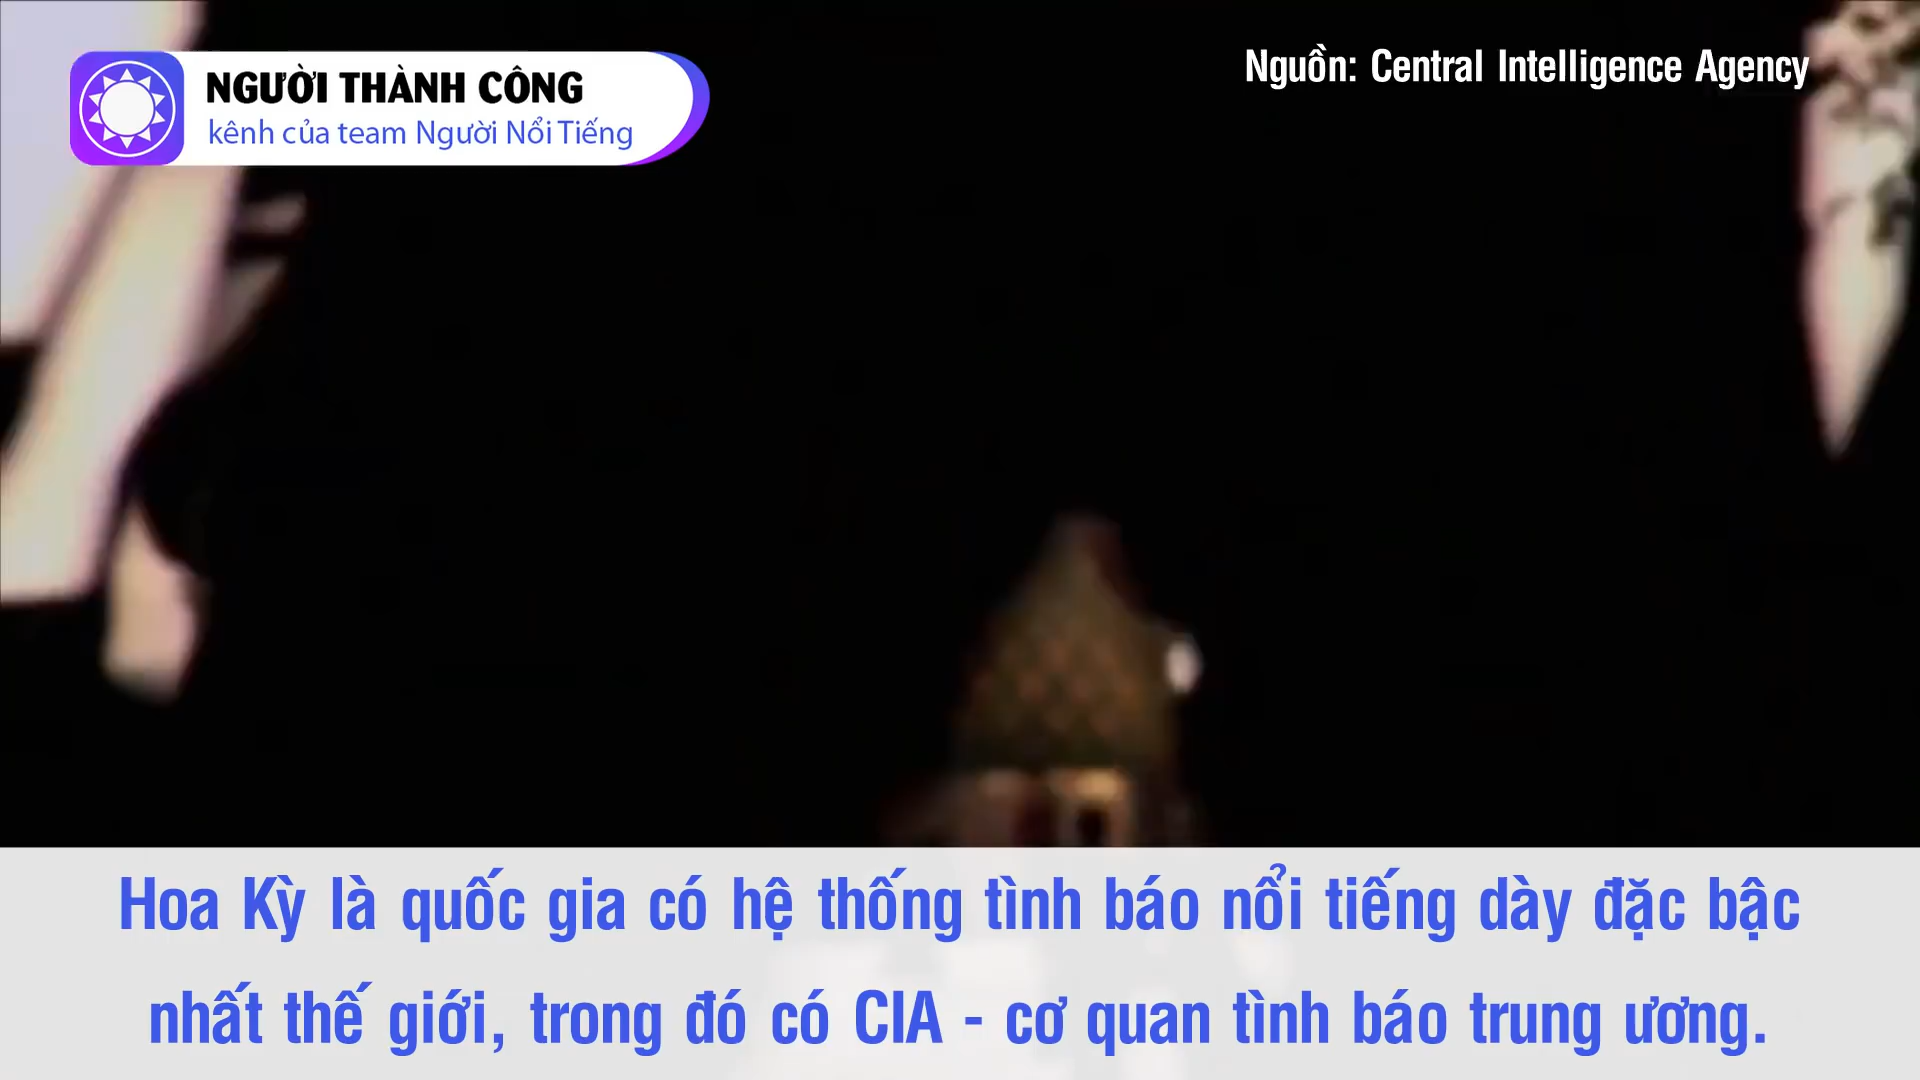 NGƯỜI THÀNH CÔNG
kênh của team Người Nổi Tiếng
Nguồn: Central Intelligence Agency
Hoa Kỳ là quốc gia có hệ thống tình báo nổi tiếng dày đặc bậc
nhất thế giới, trong đó có CIA - cơ quan tình báo trung ương.